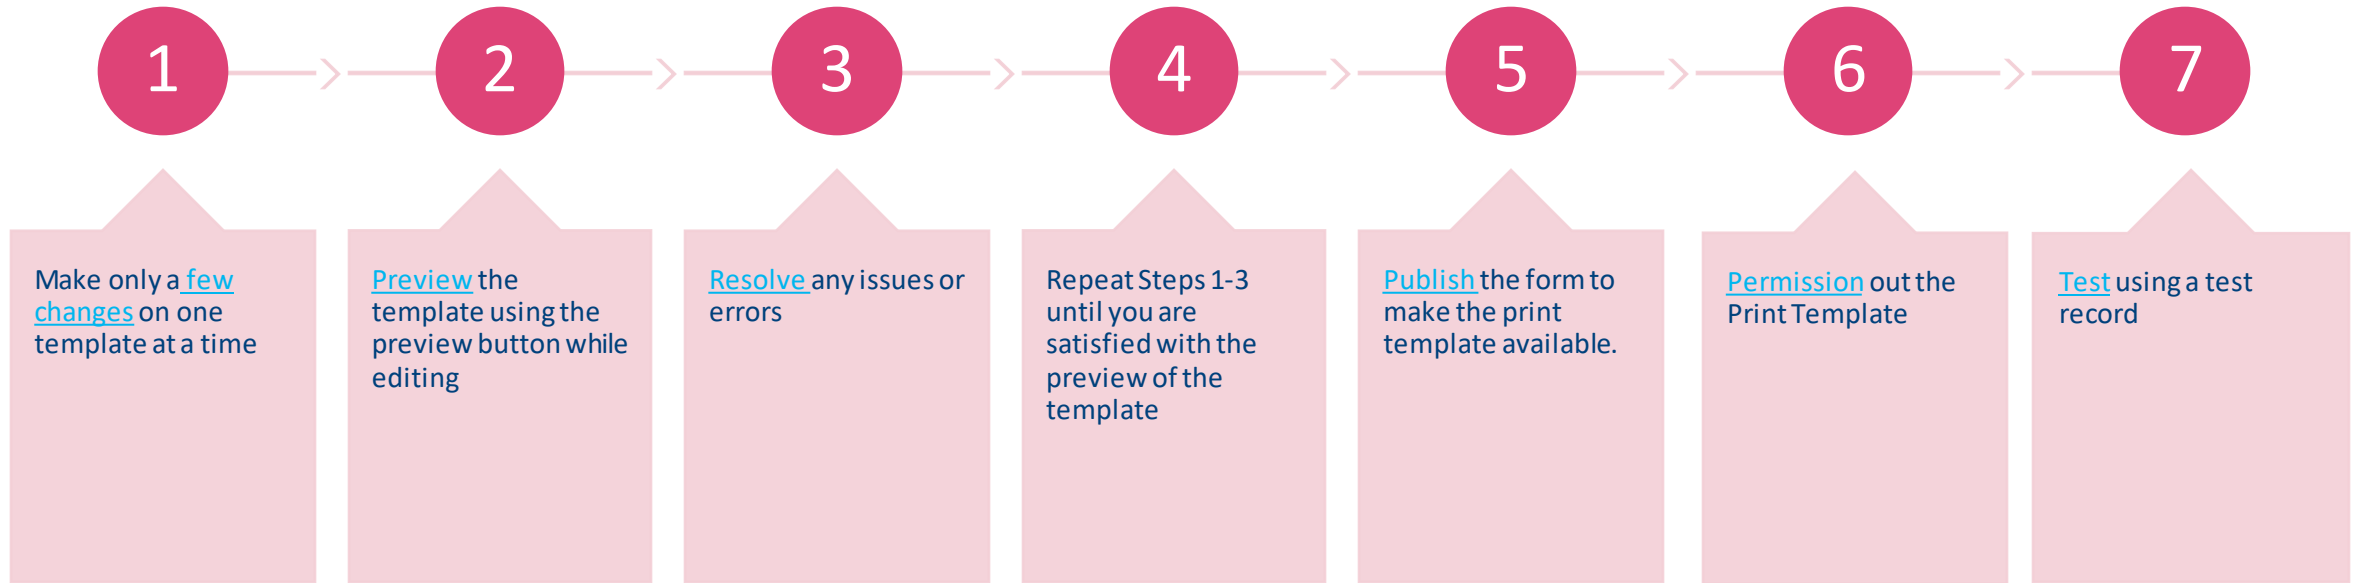 1
2
3
4
5
6
7
Make only a few
changes on one
template at a time
Preview the
template using the
preview button while
editing
Resolve any issues or
errors
Repeat Steps 1-3
until you are
satisfied with the
preview of the
template
Publish the form to
make the print
template available.
Permission out the
Print Template
Test using a test
record